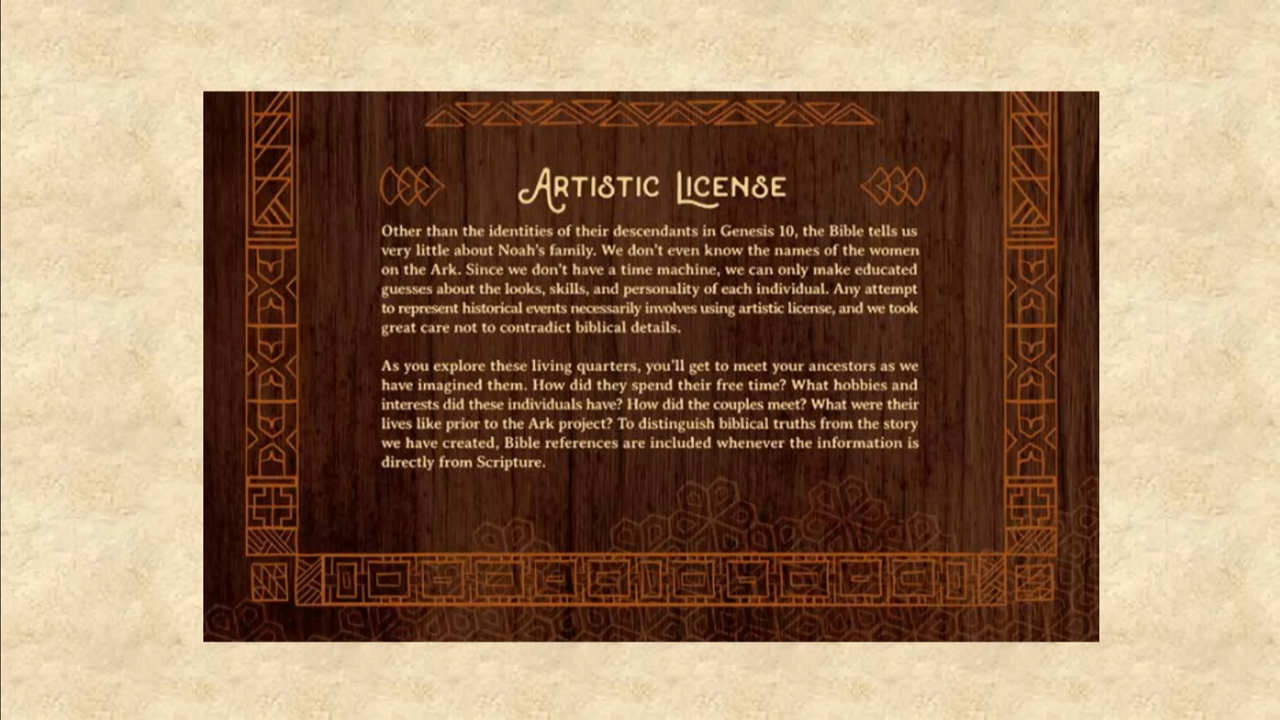 Artistic License
Other than the identities of their descendants in Genesis 10, the Bible tells us
very little about Noah's family. We don't even know the names of the women
on the Ark. Since we don't have a time machine, we can only make educated
guesses about the looks, skills, and personality of each individual. Any attempt
to represent historical events necessarily involves using artistic license, and we took
great care not to contradict biblical details.
As you explore these living quarters, you'll get to meet your ancestors as we
have imagined them. How did they spend their free time? What hobbies and
interests did these individuals have? How did the couples meet? What were their
lives like prior to the Ark project? To distinguish biblical truths from the story
we have created, Bible references are included whenever the information is
directly from Scripture.